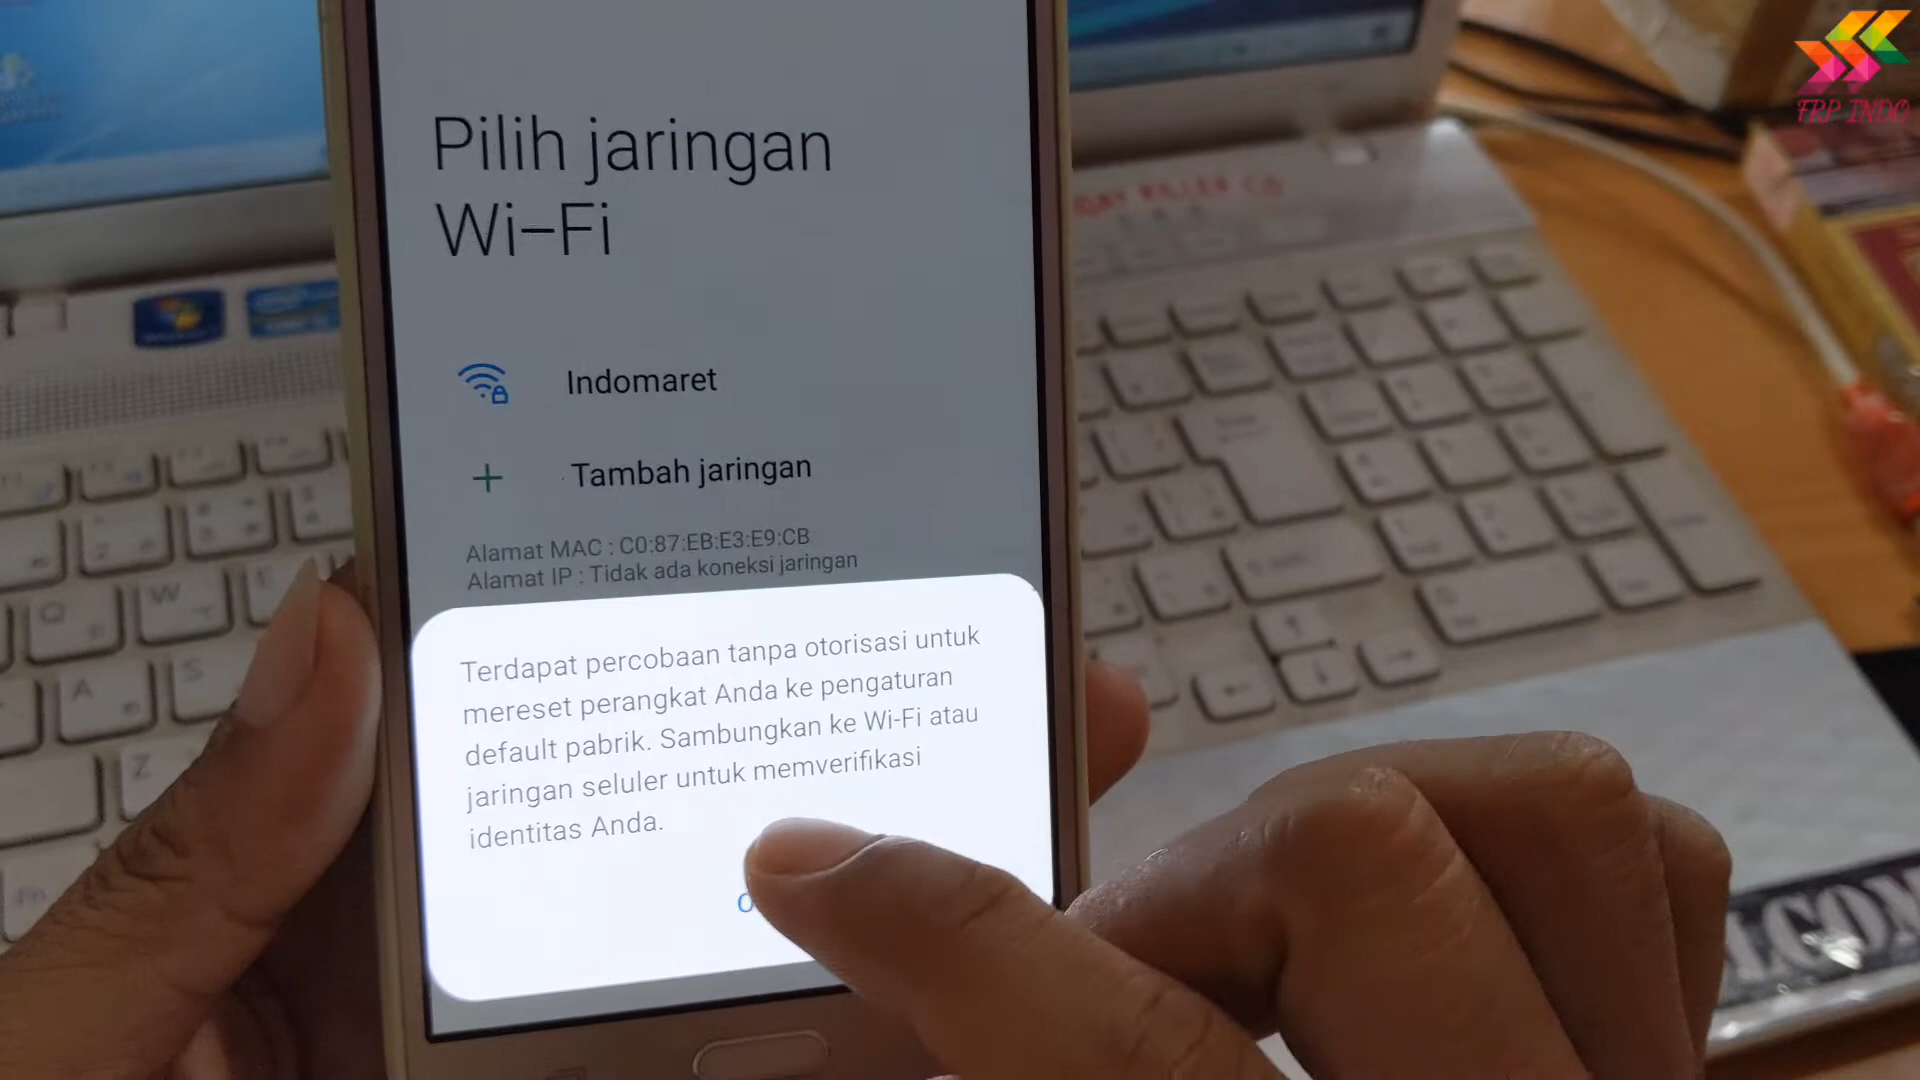 FRP INDO
Pilih jaringan
Wi-Fi
Indomaret
+ Tambah jaringan
Alamat MAC : C0:87:EB:E3:E9:CB
Alamat IP : Tidak ada koneksi jaringan
Terdapat percobaan tanpa otorisasi untuk
mereset perangkat Anda ke pengaturan
default pabrik. Sambungkan ke Wi-Fi atau
jaringan seluler untuk memverifikasi
identitas Anda.
Q
W
A
S
Z
Fn